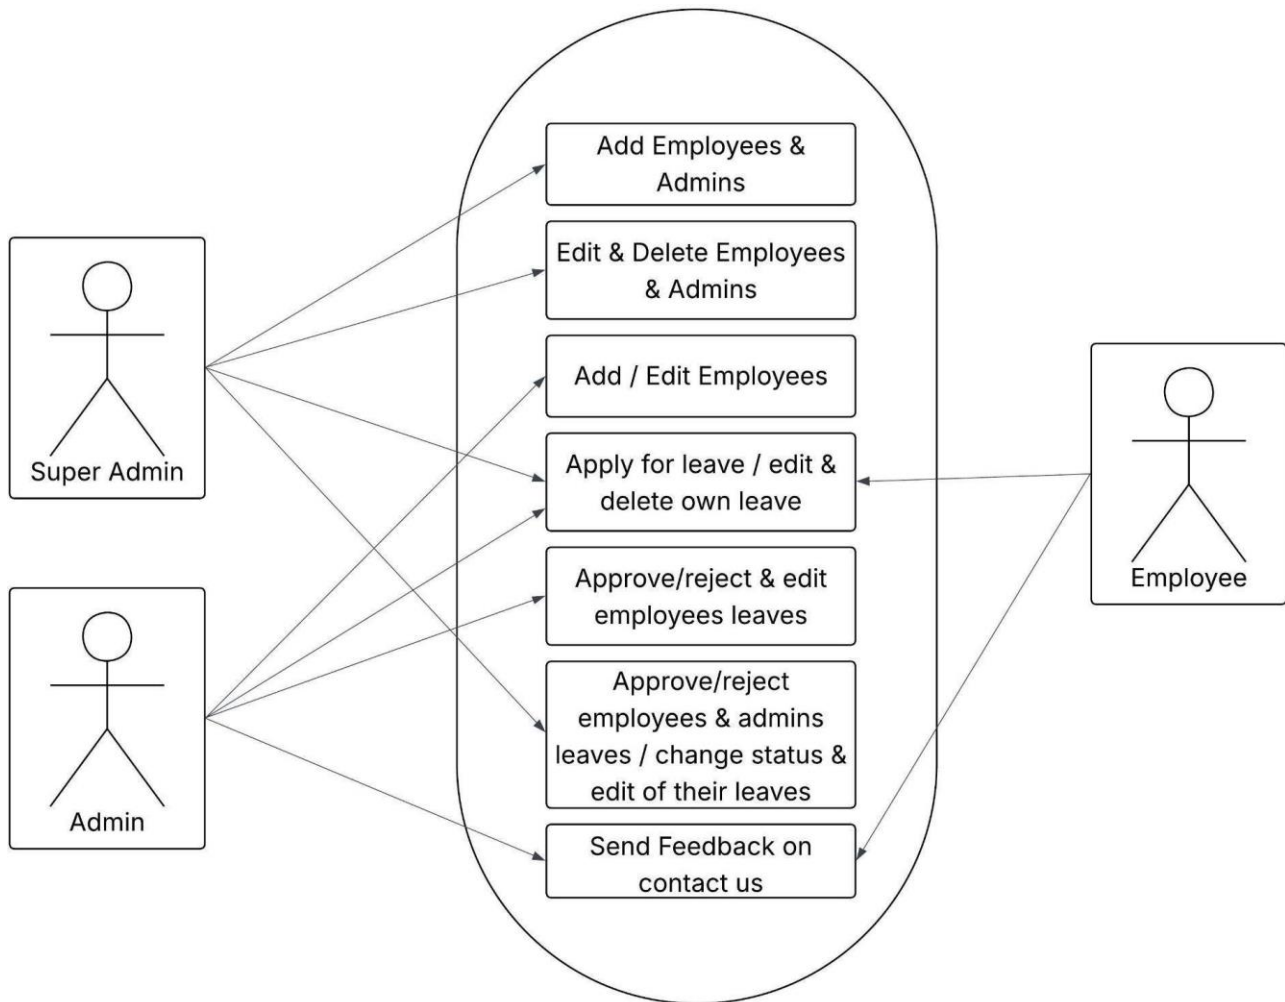 Add Employees &
Admins
Edit & Delete Employees
& Admins
Add / Edit Employees
Apply for leave / edit &
delete own leave
Approve/reject & edit
employees leaves
Approve/reject
employees & admins
leaves / change status &
edit of their leaves
Send Feedback on
contact us
Super Admin
Admin
Employee